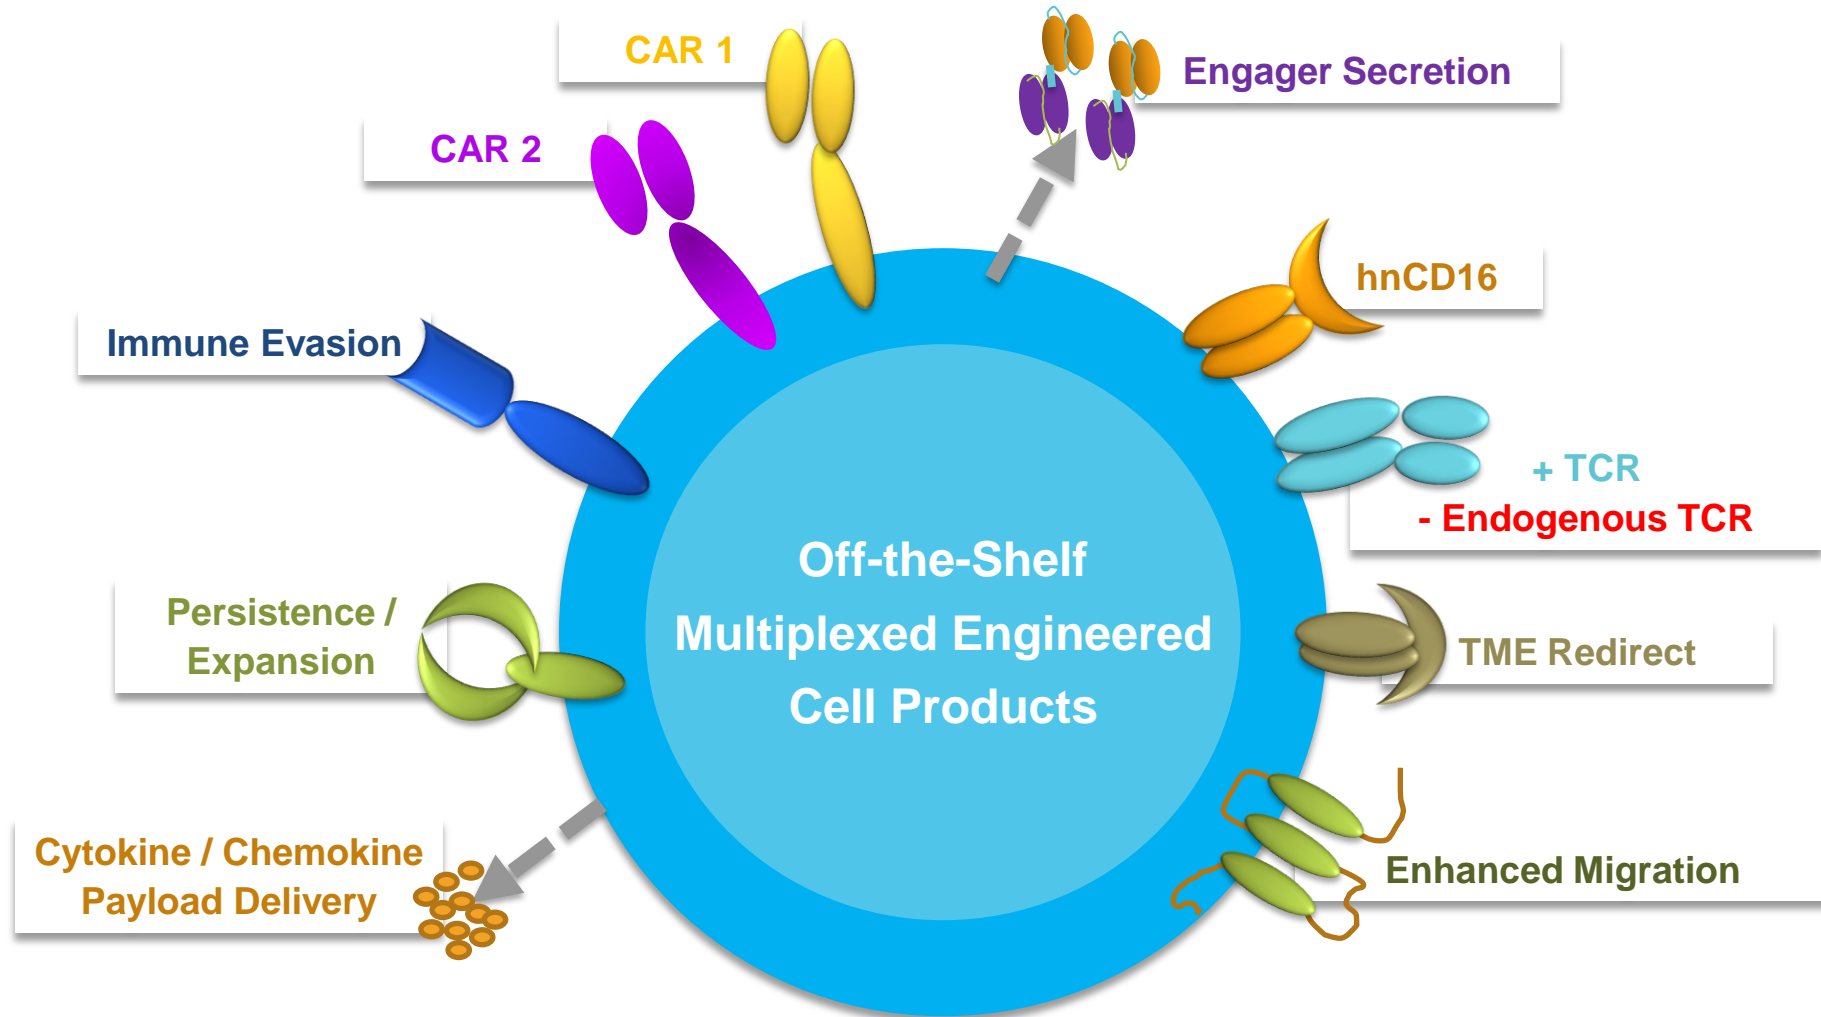 CAR 1
Engager Secretion
CAR 2
hnCD16
Immune Evasion
+ TCR
- Endogenous TCR
Off-the-Shelf
Multiplexed Engineered
Cell Products
Persistence /
Expansion
TME Redirect
Cytokine / Chemokine
Payload Delivery
Enhanced Migration